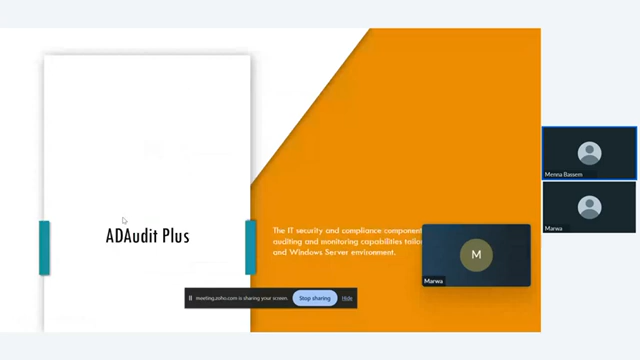 ADAudit Plus
The IT security and compliance component
auditing and monitoring capabilities
and Windows Server environment.
M
Marwa
meeting.zoho.com is sharing your screen.
Stop sharing
Hide
Menna Bassem
Marwa